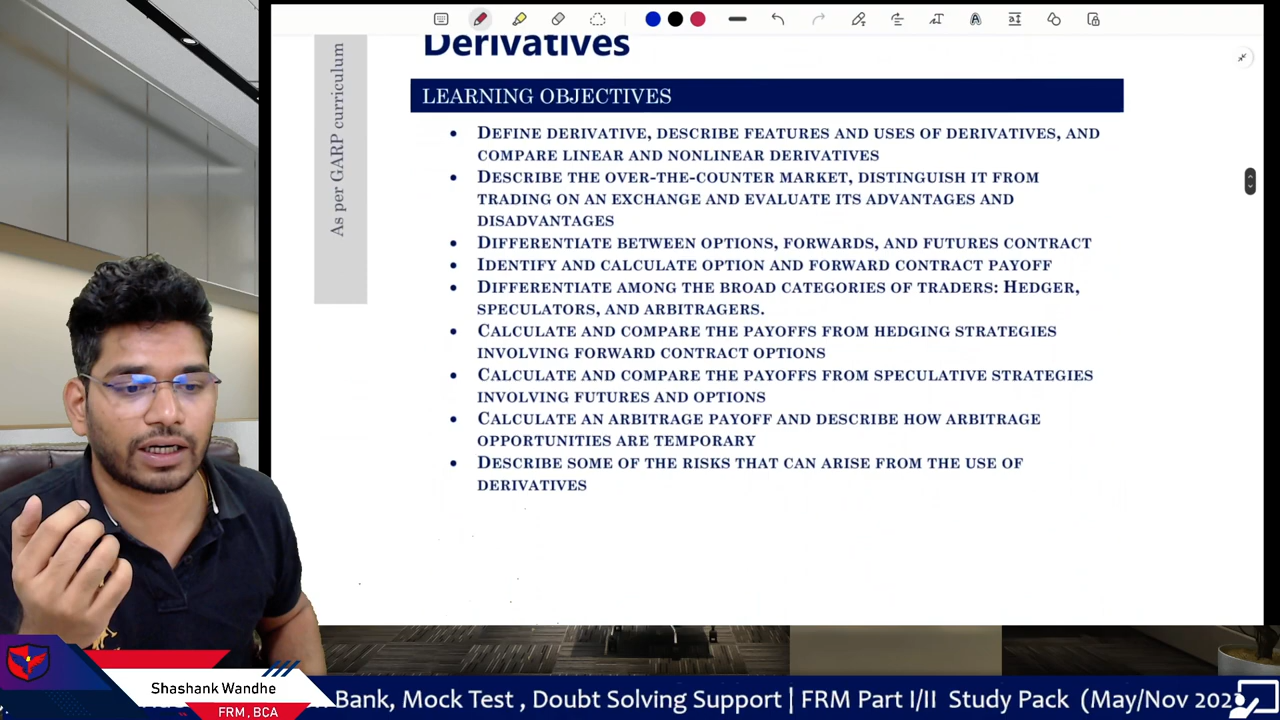 Derivatives
As per GARP curriculum
LEARNING OBJECTIVES
• DEFINE DERIVATIVE, DESCRIBE FEATURES AND USES OF DERIVATIVES, AND
COMPARE LINEAR AND NONLINEAR DERIVATIVES
• DESCRIBE THE OVER-THE-COUNTER MARKET, DISTINGUISH IT FROM
TRADING ON AN EXCHANGE AND EVALUATE ITS ADVANTAGES AND
DISADVANTAGES
• DIFFERENTIATE BETWEEN OPTIONS, FORWARDS, AND FUTURES CONTRACT
• IDENTIFY AND CALCULATE OPTION AND FORWARD CONTRACT PAYOFF
• DIFFERENTIATE AMONG THE BROAD CATEGORIES OF TRADERS: HEDGER,
SPECULATORS, AND ARBITRAGERS.
• CALCULATE AND COMPARE THE PAYOFFS FROM HEDGING STRATEGIES
INVOLVING FORWARD CONTRACT OPTIONS
• CALCULATE AND COMPARE THE PAYOFFS FROM SPECULATIVE STRATEGIES
INVOLVING FUTURES AND OPTIONS
• CALCULATE AN ARBITRAGE PAYOFF AND DESCRIBE HOW ARBITRAGE
OPPORTUNITIES ARE TEMPORARY
• DESCRIBE SOME OF THE RISKS THAT CAN ARISE FROM THE USE OF
DERIVATIVES
Shashank Wandhe
FRM, BCA
Bank, Mock Test , Doubt Solving Support | FRM Part I/II Study Pack (May/Nov